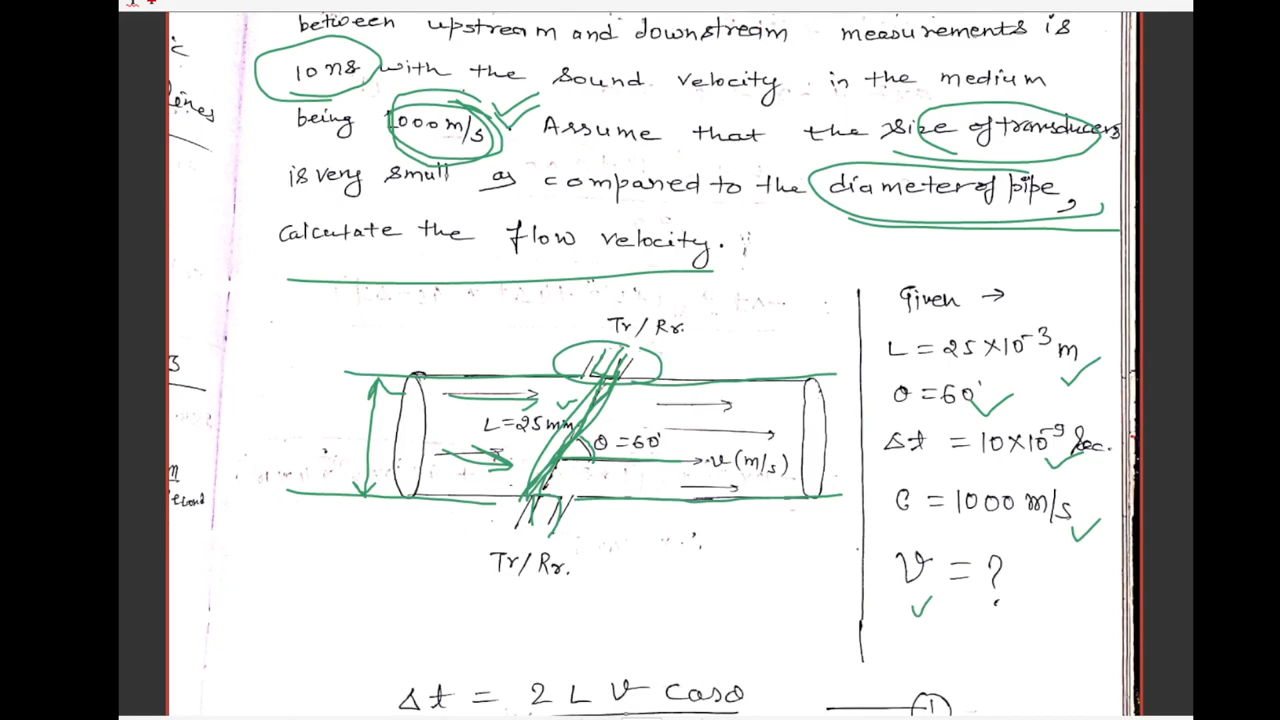 between upstream and downstream measurements is
10 ns with the sound velocity in the medium
being 1000 m/s. Assume that the size of transducers
is very small as compared to the diameter of pipe,
calculate the flow velocity.
Given →
Tr / Rr.
L = 25 × 10⁻³ m
θ = 60°
L = 25 mm
θ = 60°
Δt = 10 × 10⁻⁹ Sec.
v (m/s)
C = 1000 m/s
Tr / Rr.
v = ?
Δt = 2 L v cosθ
1